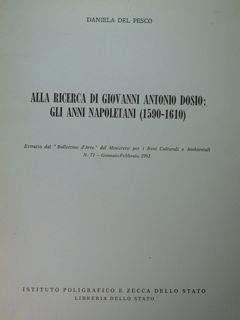 DANIELA DEL PESCO
ALLA RICERCA DI GIOVANNI ANTONIO DOSIO:
GLI ANNI NAPOLETANI (1590-1610)
Estratto dal "Bollettino d'Arte" del Ministero per i Beni Culturali e Ambientali
N. 71 – Gennaio-Febbraio 1992
ISTITUTO POLIGRAFICO E ZECCA DELLO STATO
LIBRERIA DELLO STATO